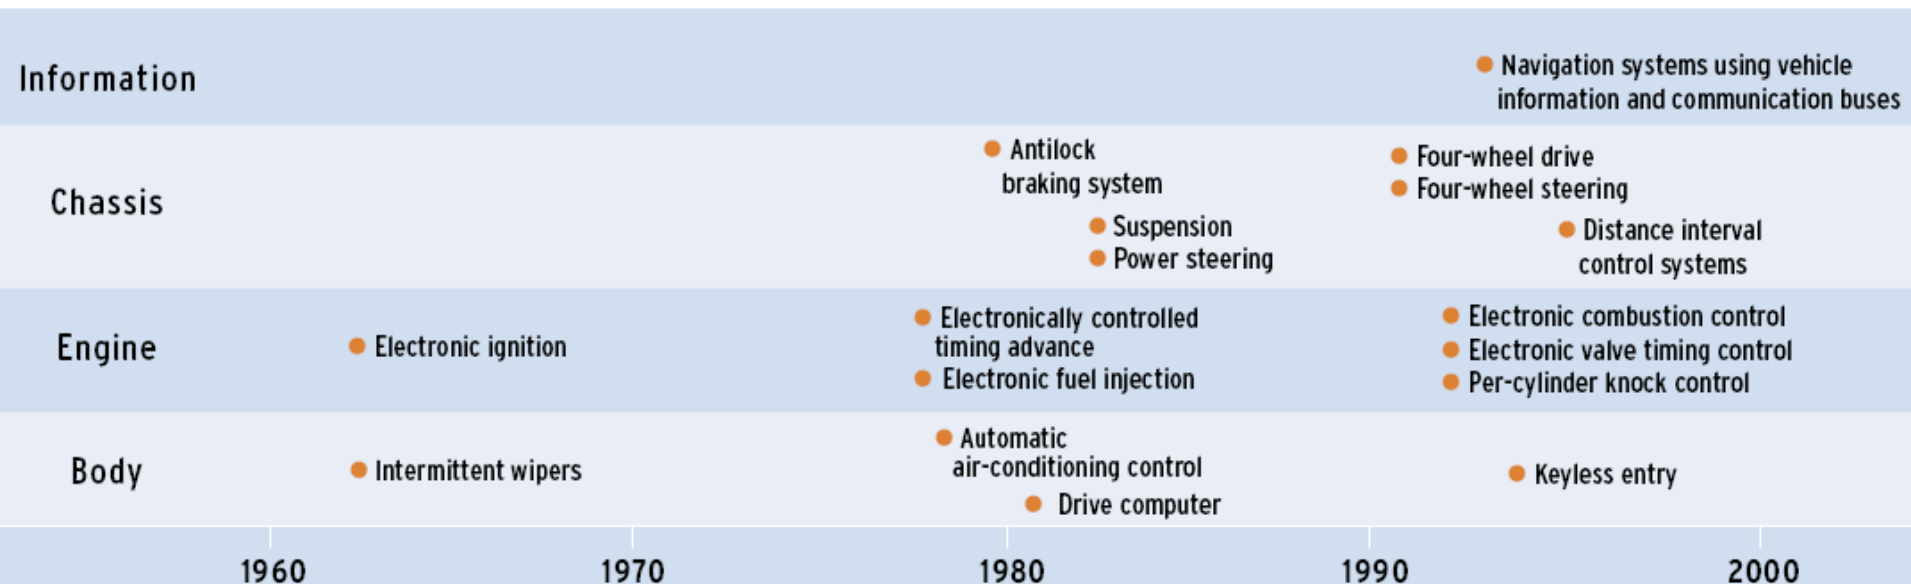 Information
Navigation systems using vehicle
information and communication buses
Chassis
Antilock
braking system
Suspension
Power steering
Four-wheel drive
Four-wheel steering
Distance interval
control systems
Engine
Electronic ignition
Electronically controlled
timing advance
Electronic fuel injection
Electronic combustion control
Electronic valve timing control
Per-cylinder knock control
Body
Intermittent wipers
Automatic
air-conditioning control
Drive computer
Keyless entry
1960 1970 1980 1990 2000